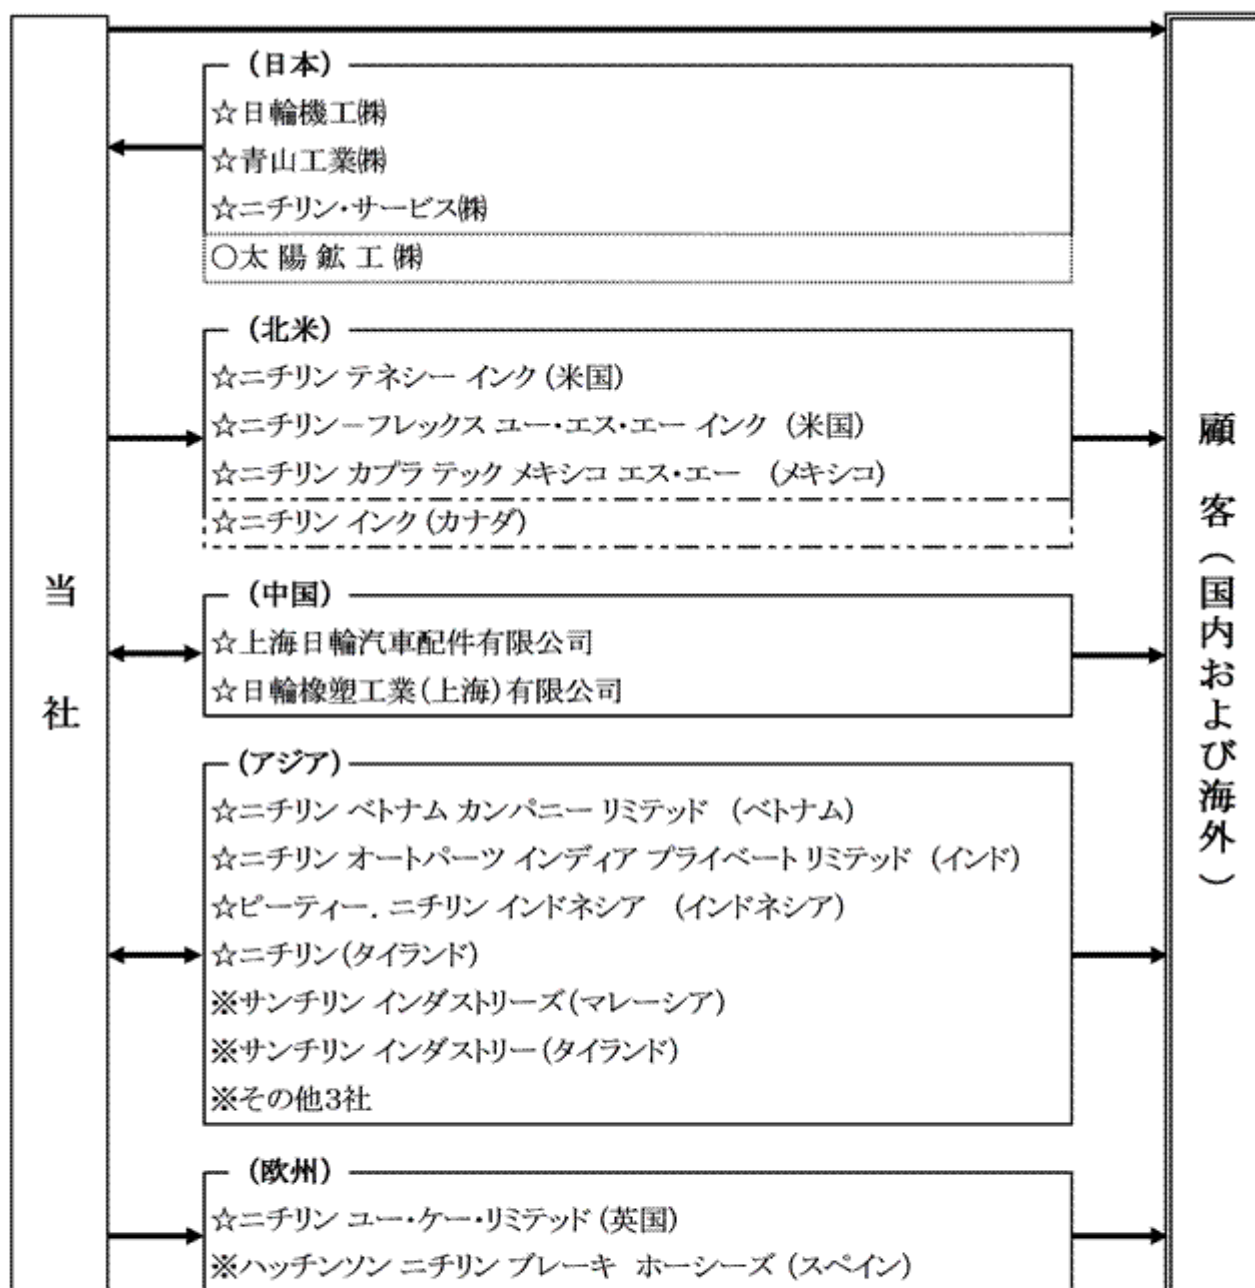 当社
(日本)
☆日輪機工㈱
☆青山工業㈱
☆ニチリン・サービス㈱
○太 陽 鉱 工 ㈱
(北米)
☆ニチリン テネシー インク (米国)
☆ニチリン－フレックス ユー・エス・エー インク (米国)
☆ニチリン カプラ テック メキシコ エス・エー (メキシコ)
☆ニチリン インク (カナダ)
(中国)
☆上海日輪汽車配件有限公司
☆日輪橡塑工業(上海)有限公司
(アジア)
☆ニチリン ベトナム カンパニー リミテッド (ベトナム)
☆ニチリン オートパーツ インディア プライベート リミテッド (インド)
☆ピーティー. ニチリン インドネシア (インドネシア)
☆ニチリン(タイランド)
※サンチリン インダストリーズ(マレーシア)
※サンチリン インダストリー(タイランド)
※その他3社
(欧州)
☆ニチリン ユー・ケー・リミテッド (英国)
※ハッチンソン ニチリン ブレーキ ホーシーズ (スペイン)
顧 客(国内および海外)